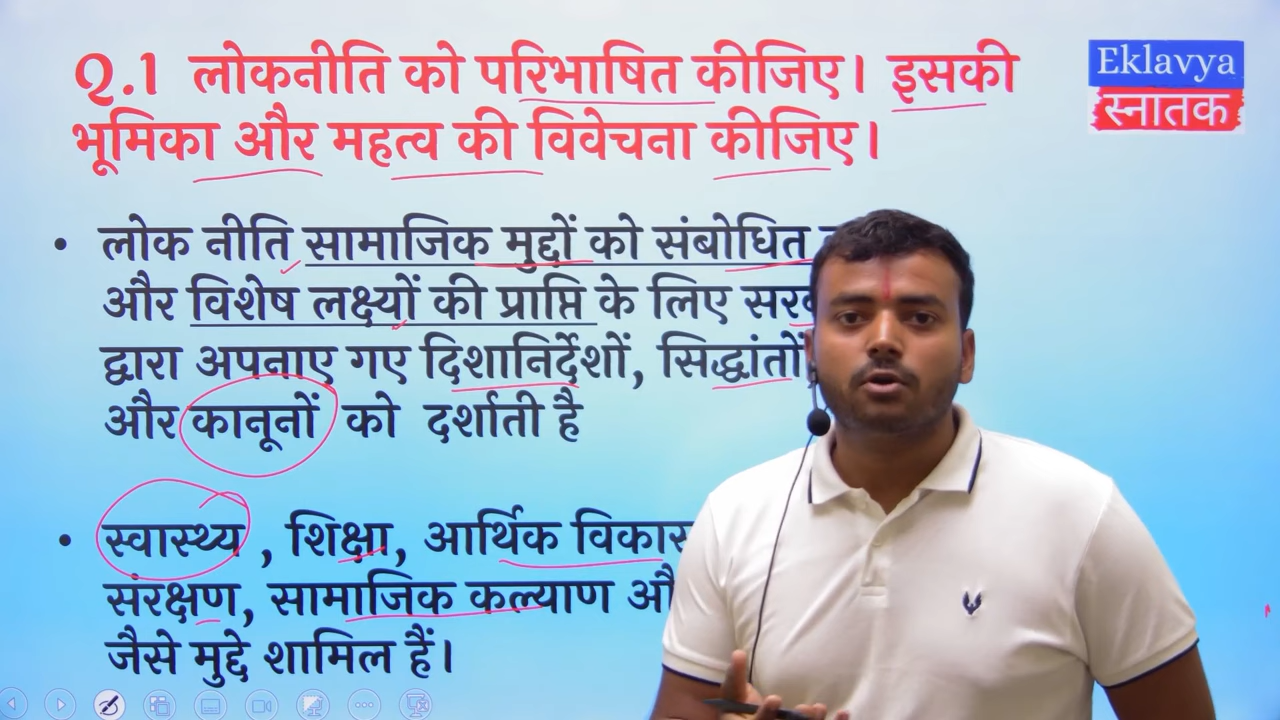 Q.1 लोकनीति को परिभाषित कीजिए। इसकी
भूमिका और महत्व की विवेचना कीजिए।
Eklavya
स्नातक
• लोक नीति सामाजिक मुद्दों को संबोधित
और विशेष लक्ष्यों की प्राप्ति के लिए
द्वारा अपनाए गए दिशानिर्देशों, सिद्धांतों
और कानूनों को दर्शाती है
• स्वास्थ्य , शिक्षा, आर्थिक विकास
संरक्षण, सामाजिक कल्याण
जैसे मुद्दे शामिल हैं।